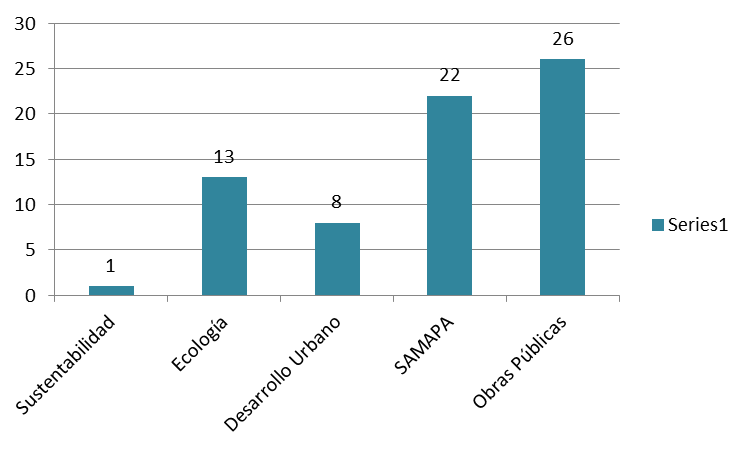 30
25
20
15
10
5
0
1
13
8
22
26
Sustentabilidad
Ecología
Desarrollo Urbano
SAMAPA
Obras Públicas
Series1